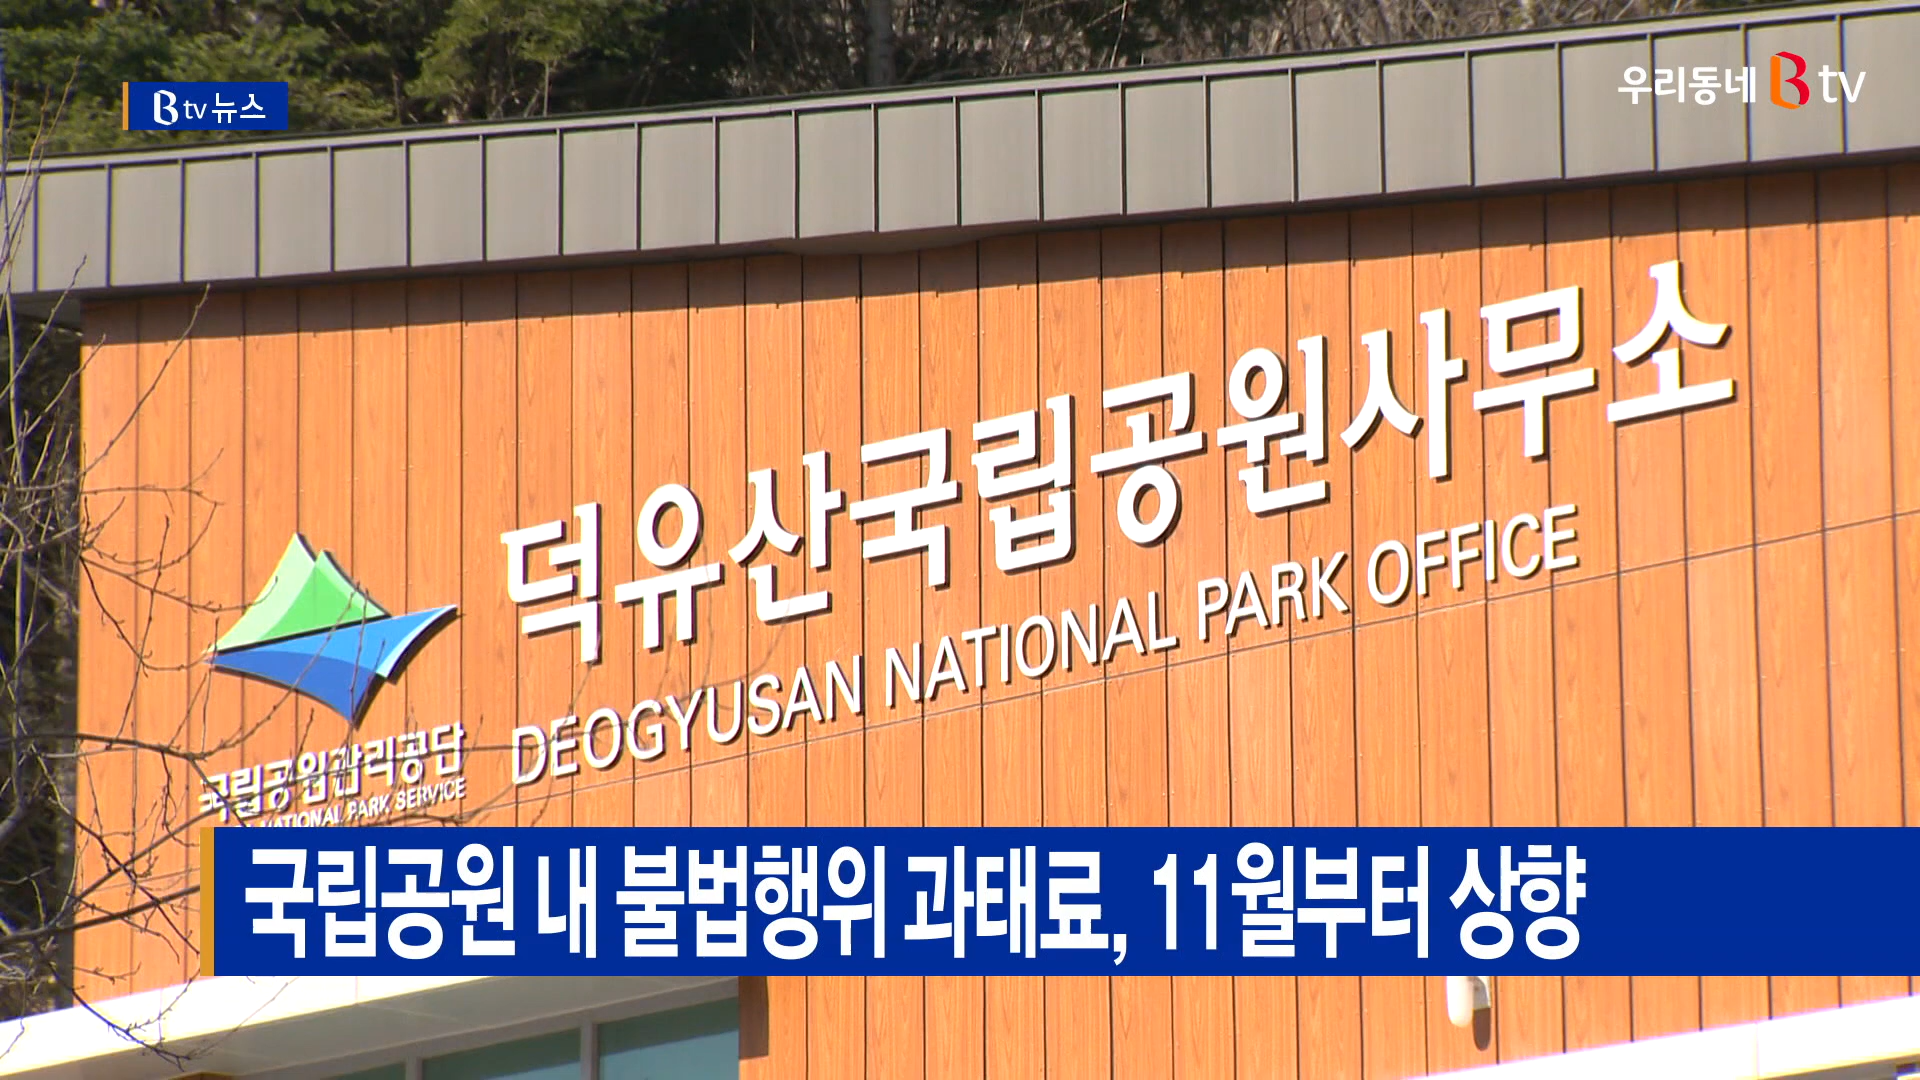 B tv 뉴스
우리동네 B tv
덕유산국립공원사무소
DEOGYUSAN NATIONAL PARK OFFICE
국립공원관리공단
NATIONAL PARK SERVICE
국립공원 내 불법행위 과태료, 11월부터 상향